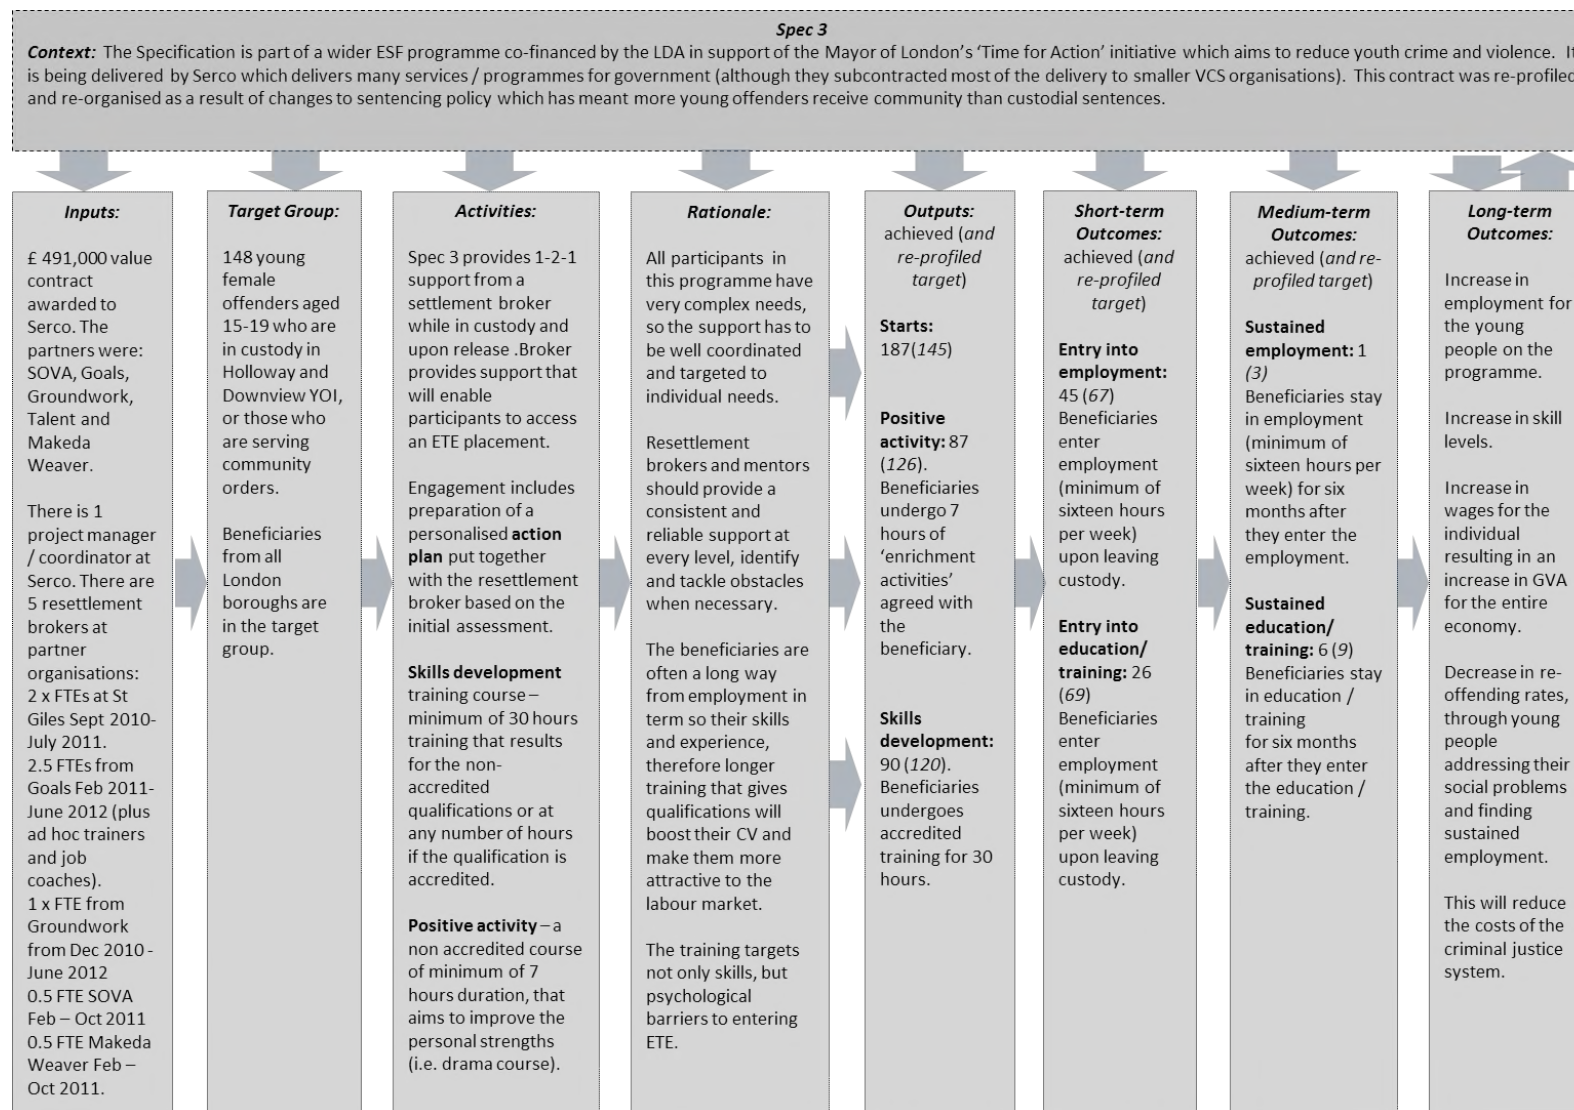 Spec 3
Context: The Specification is part of a wider ESF programme co-financed by the LDA in support of the Mayor of London's 'Time for Action' initiative which aims to reduce youth crime and violence. It
is being delivered by Serco which delivers many services / programmes for government (although they subcontracted most of the delivery to smaller VCS organisations). This contract was re-profiled
and re-organised as a result of changes to sentencing policy which has meant more young offenders receive community than custodial sentences.
Inputs:
£ 491,000 value
contract
awarded to
Serco. The
partners were:
SOVA, Goals,
Groundwork,
Talent and
Makeda
Weaver.
There is 1
project manager
/ coordinator at
Serco. There are
5 resettlement
brokers at
partner
organisations:
2 x FTEs at St
Giles Sept 2010-
July 2011.
2.5 FTEs from
Goals Feb 2011-
June 2012 (plus
ad hoc trainers
and job
coaches).
1 x FTE from
Groundwork
from Dec 2010 -
June 2012
0.5 FTE SOVA
Feb – Oct 2011
0.5 FTE Makeda
Weaver Feb –
Oct 2011.
Target Group:
148 young
female
offenders aged
15-19 who are
in custody in
Holloway and
Downview YOI,
or those who
are serving
community
orders.
Beneficiaries
from all
London
boroughs are
in the target
group.
Activities:
Spec 3 provides 1-2-1
support from a
settlement broker
while in custody and
upon release .Broker
provides support that
will enable
participants to access
an ETE placement.
Engagement includes
preparation of a
personalised action
plan put together
with the resettlement
broker based on the
initial assessment.
Skills development
training course –
minimum of 30 hours
training that results
for the non-
accredited
qualifications or at
any number of hours
if the qualification is
accredited.
Positive activity – a
non accredited course
of minimum of 7
hours duration, that
aims to improve the
personal strengths
(i.e. drama course).
Rationale:
All participants in
this programme have
very complex needs,
so the support has to
be well coordinated
and targeted to
individual needs.
Resettlement
brokers and mentors
should provide a
consistent and
reliable support at
every level, identify
and tackle obstacles
when necessary.
The beneficiaries are
often a long way
from employment in
term so their skills
and experience,
therefore longer
training that gives
qualifications will
boost their CV and
make them more
attractive to the
labour market.
The training targets
not only skills, but
psychological
barriers to entering
ETE.
Outputs:
achieved (and
re-profiled
target)
Starts:
187(145)
Positive
activity: 87
(126).
Beneficiaries
undergo 7
hours of
'enrichment
activities'
agreed with
the
beneficiary.
Skills
development:
90 (120).
Beneficiaries
undergoes
accredited
training for 30
hours.
Short-term
Outcomes:
achieved (and
re-profiled
target)
Entry into
employment:
45 (67)
Beneficiaries
enter
employment
(minimum of
sixteen hours
per week)
upon leaving
custody.
Entry into
education/
training: 26
(69)
Beneficiaries
enter
employment
(minimum of
sixteen hours
per week)
upon leaving
custody.
Medium-term
Outcomes:
achieved (and re-
profiled target)
Sustained
employment: 1
(3)
Beneficiaries stay
in employment
(minimum of
sixteen hours per
week) for six
months after
they enter the
employment.
Sustained
education/
training: 6 (9)
Beneficiaries stay
in education /
training
for six months
after they enter
the education /
training.
Long-term
Outcomes:
Increase in
employment for
the young
people on the
programme.
Increase in skill
levels.
Increase in
wages for the
individual
resulting in an
increase in GVA
for the entire
economy.
Decrease in re-
offending rates,
through young
people
addressing their
social problems
and finding
sustained
employment.
This will reduce
the costs of the
criminal justice
system.